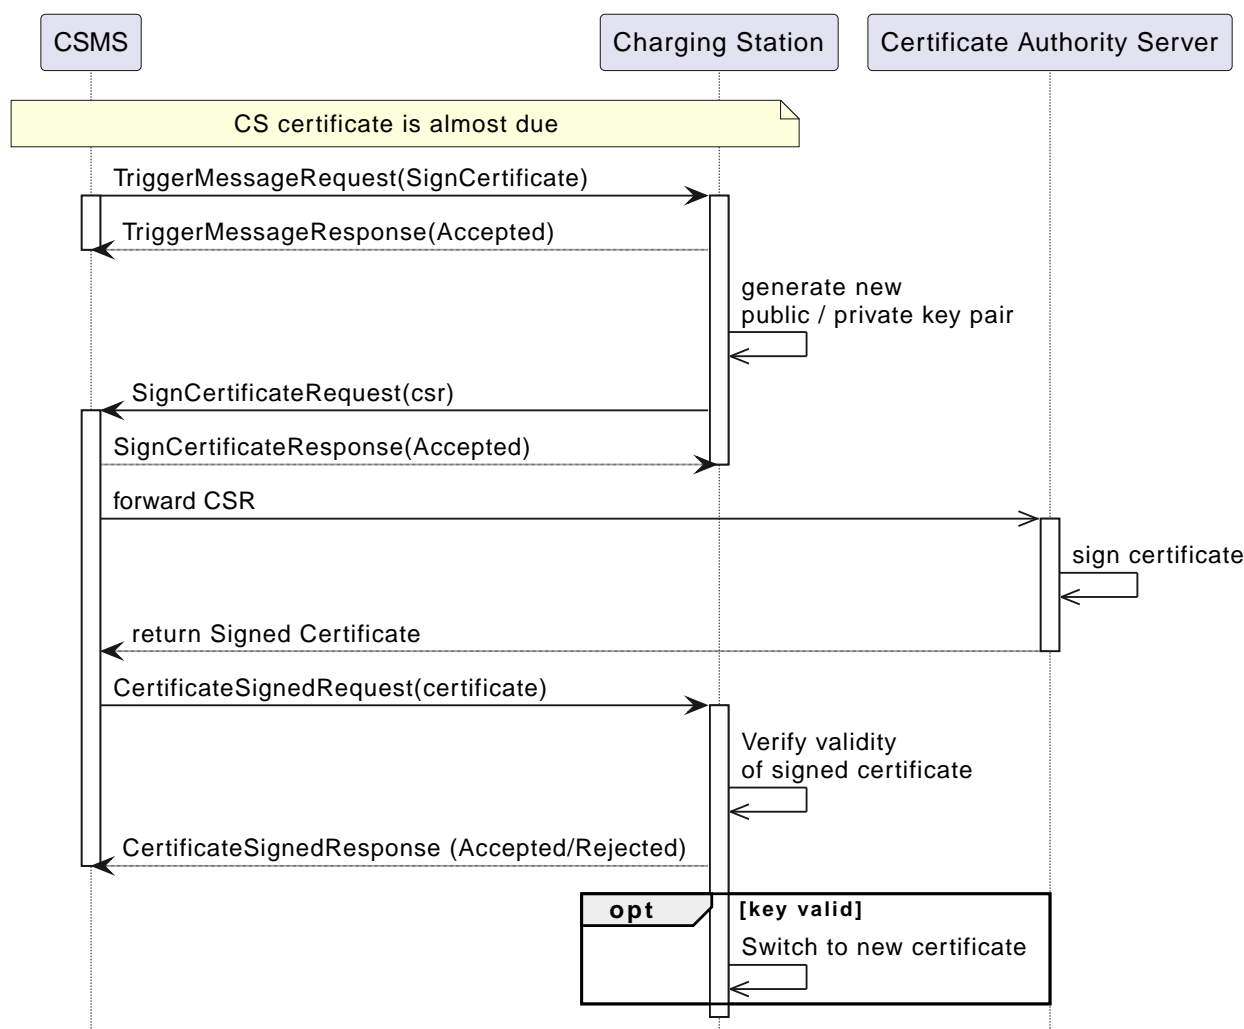 CSMS
Charging Station
Certificate Authority Server
CS certificate is almost due
TriggerMessageRequest(SignCertificate)
TriggerMessageResponse(Accepted)
generate new
public / private key pair
SignCertificateRequest(csr)
SignCertificateResponse(Accepted)
forward CSR
sign certificate
return Signed Certificate
CertificateSignedRequest(certificate)
Verify validity
of signed certificate
CertificateSignedResponse (Accepted/Rejected)
opt
[key valid]
Switch to new certificate